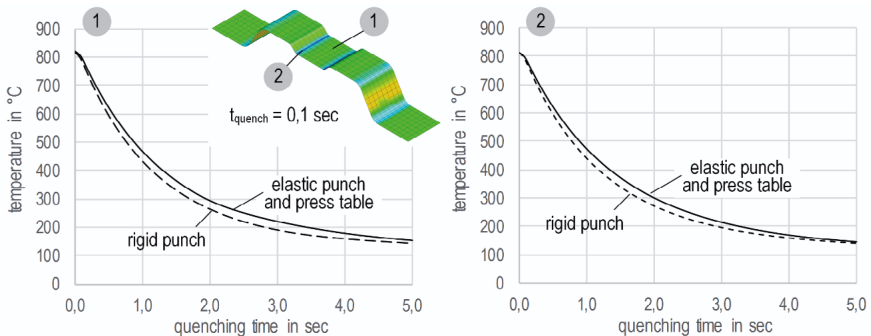 1
900
800
700
600
500
400
300
200
100
0
temperature in °C
1
2
tquench = 0,1 sec
elastic punch
and press table
rigid punch
0,0 1,0 2,0 3,0 4,0 5,0
quenching time in sec
2
900
800
700
600
500
400
300
200
100
0
temperature in °C
elastic punch
and press table
rigid punch
0,0 1,0 2,0 3,0 4,0 5,0
quenching time in sec